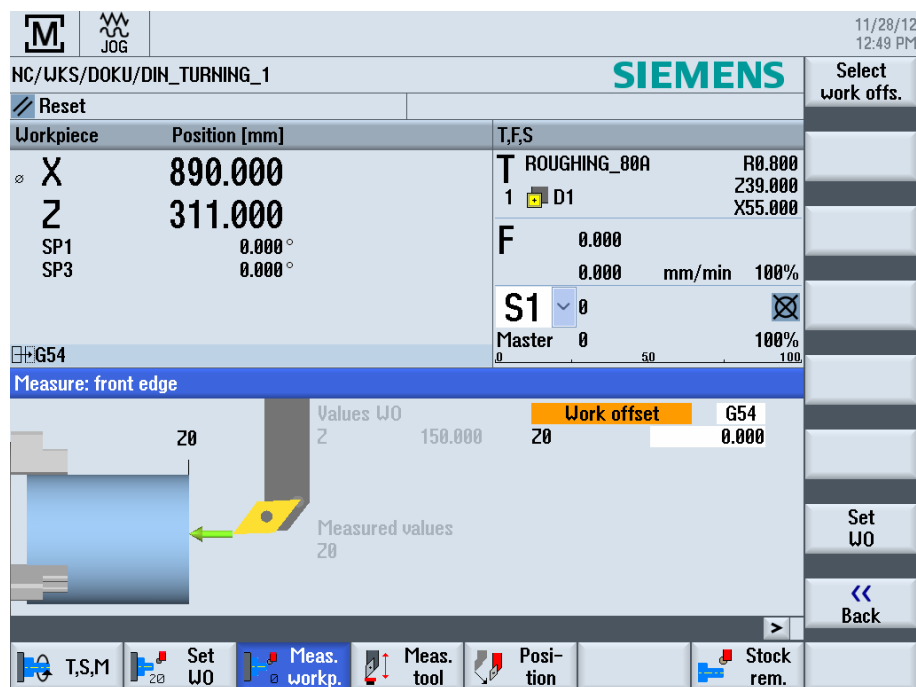 M
JOG
11/28/12
12:49 PM
NC/WKS/DOKU/DIN_TURNING_1
SIEMENS
Select
work offs.
// Reset
Workpiece Position [mm]
T,F,S
⌀ X 890.000
Z 311.000
SP1 0.000°
SP3 0.000°
T ROUGHING_80A R0.800
Z39.000
1 D1
X55.000
F 0.000
0.000 mm/min 100%
S1 0
Master 0 100%
0 50 100
G54
Measure: front edge
Values WO
Z 150.000
Work offset G54
Z0 0.000
Z0
Measured values
Z0
Set
WO
<<
Back
>
T,S,M
Z0
Set
WO
⌀
Meas.
workp.
Meas.
tool
Posi-
tion
Stock
rem.